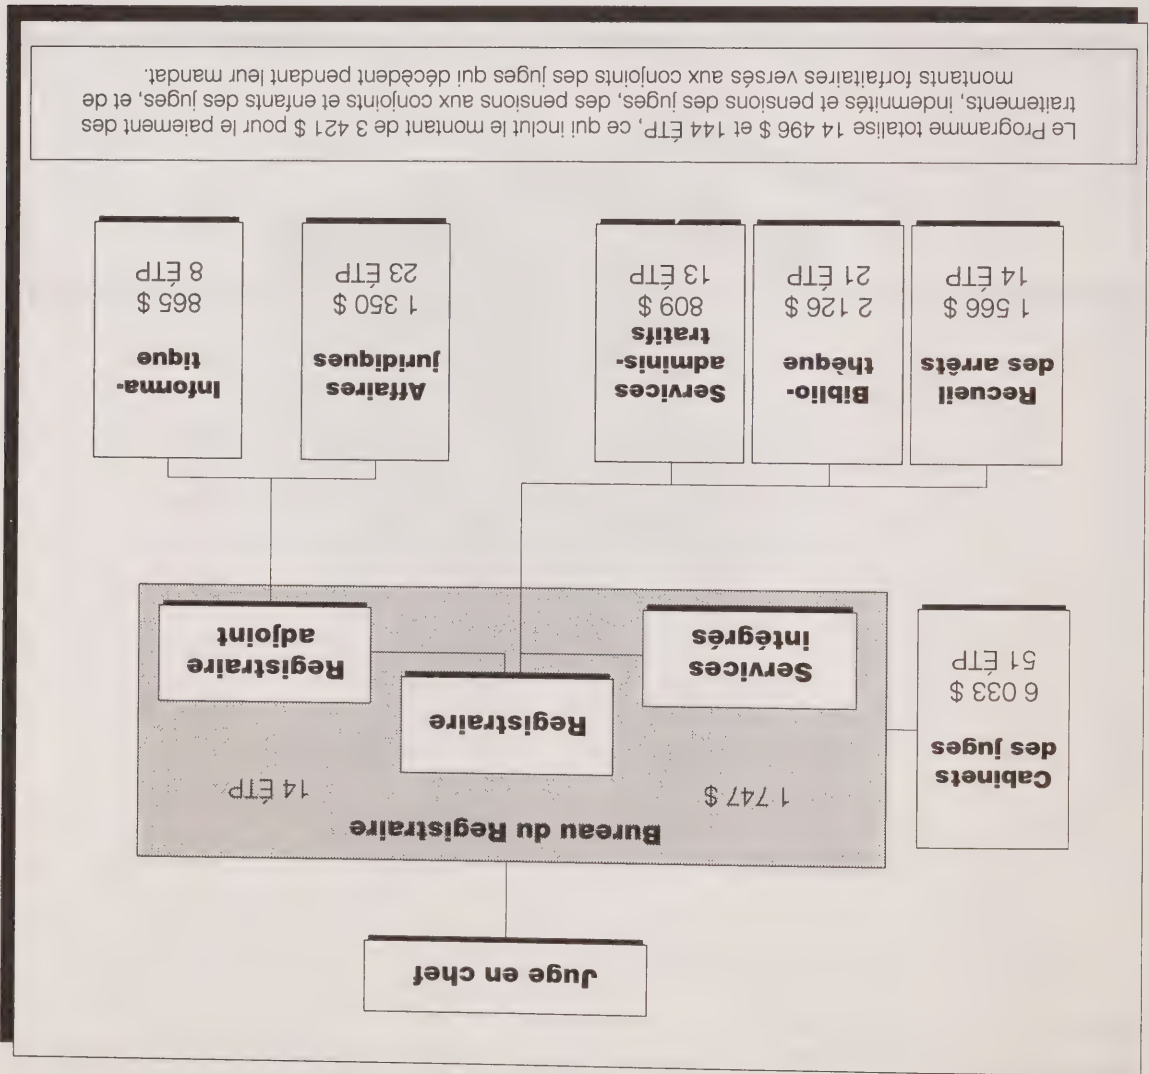 Juge en chef
Bureau du Registraire
1 747 $
14 ÉTP
Cabinets
des juges
6 033 $
51 ÉTP
Registraire
Services
intégrés
Registraire
adjoint
Recueil
des arrêts
1 566 $
14 ÉTP
Biblio-
thèque
2 126 $
21 ÉTP
Services
adminis-
tratifs
809 $
13 ÉTP
Affaires
juridiques
1 350 $
23 ÉTP
Informa-
tique
865 $
8 ÉTP
Le Programme totalise 14 496 $ et 144 ÉTP, ce qui inclut le montant de 3 421 $ pour le paiement des
traitements, indemnités et pensions des juges, des pensions aux conjoints et enfants des juges, et de
montants forfaitaires versés aux conjoints des juges qui décèdent pendant leur mandat.